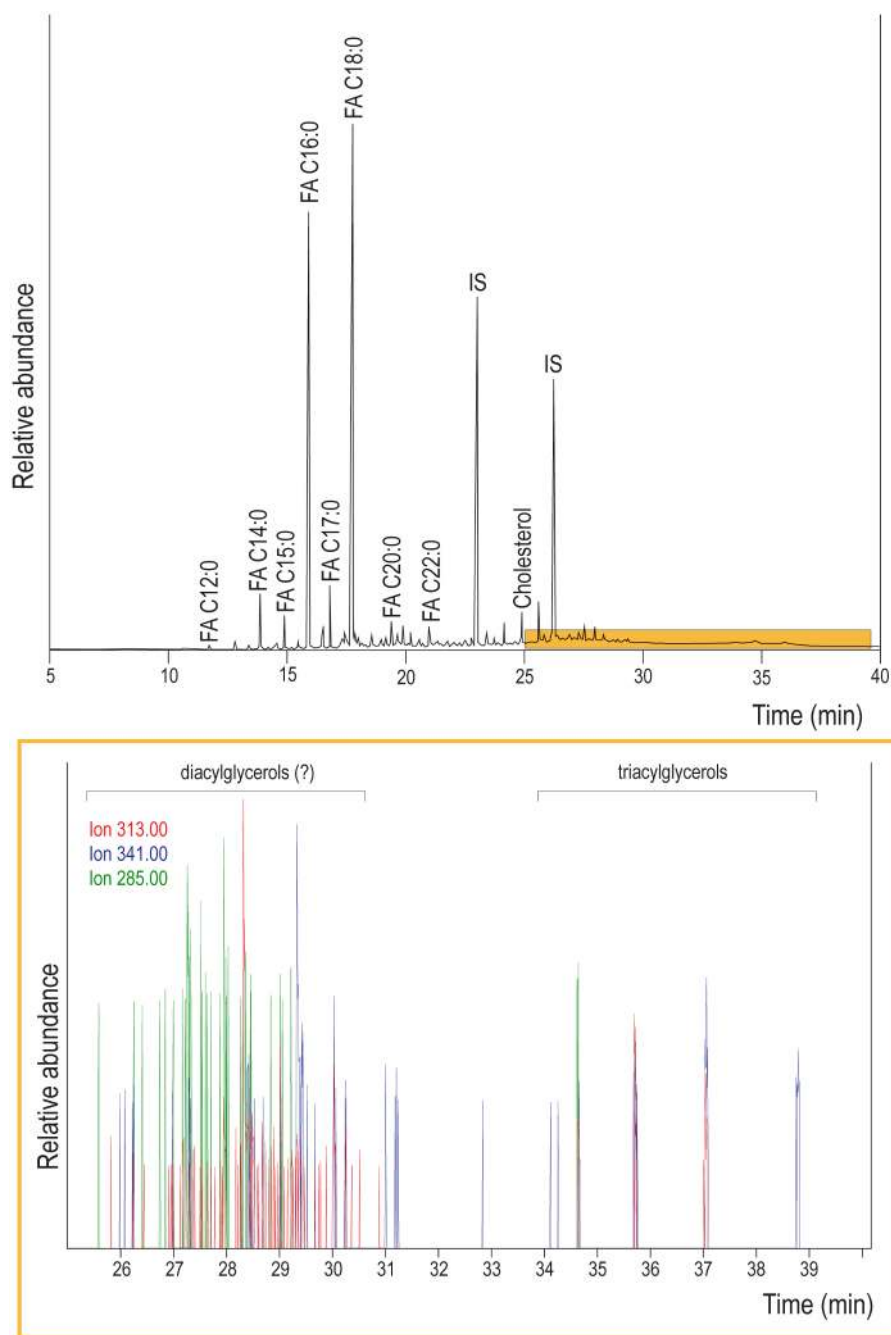 Relative abundance
FA C12:0
FA C14:0
FA C15:0
FA C16:0
FA C17:0
FA C18:0
FA C20:0
FA C22:0
IS
Cholesterol
IS
5 10 15 20 25 30 35 40
Time (min)
diacylglycerols (?) triacylglycerols
Ion 313.00
Ion 341.00
Ion 285.00
Relative abundance
26 27 28 29 30 31 32 33 34 35 36 37 38 39
Time (min)